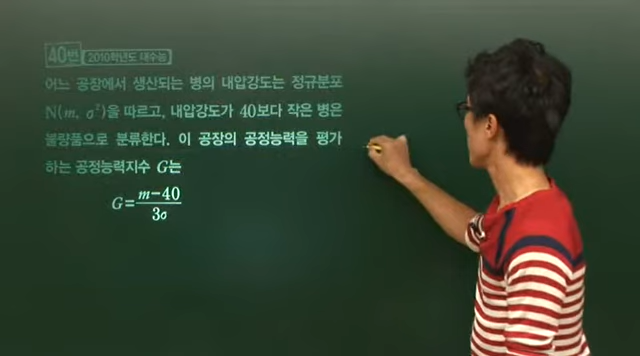 40번 2010학년도 대수능
어느 공장에서 생산되는 병의 내압강도는 정규분포
N(m, σ²)을 따르고, 내압강도가 40보다 작은 병은
불량품으로 분류한다. 이 공장의 공정능력을 평가
하는 공정능력지수 G는
G=\frac{m-40}{3σ}